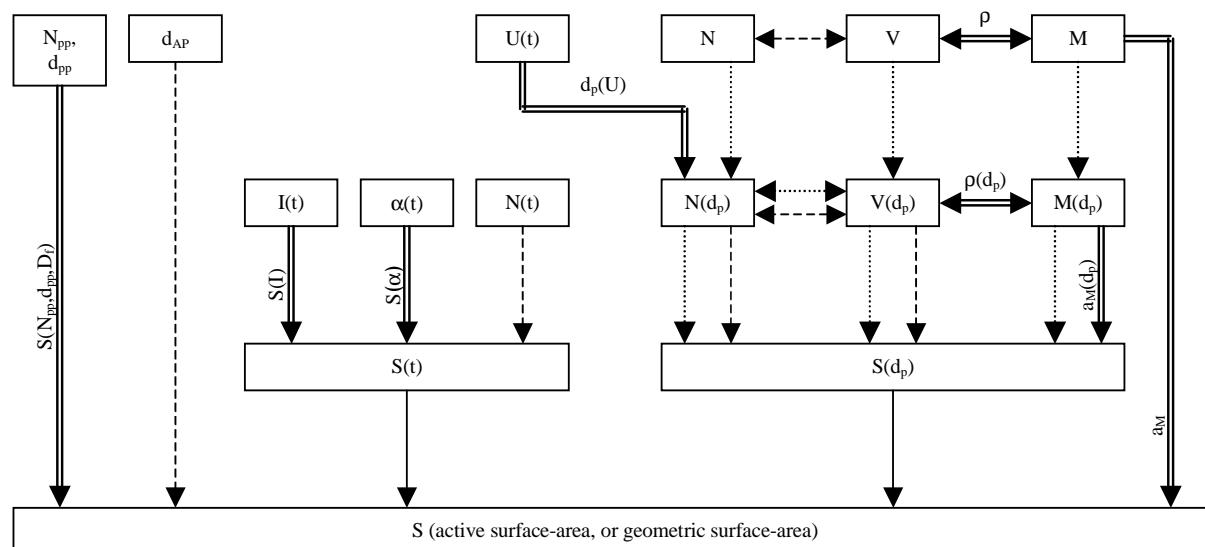 N_pp,
d_pp
d_AP
U(t)
N
V
ρ
M
d_p(U)
I(t)
α(t)
N(t)
N(d_p)
V(d_p)
ρ(d_p)
M(d_p)
S(N_pp,d_pp,D_f)
S(I)
S(α)
a_M(d_p)
S(t)
S(d_p)
a_M
S (active surface-area, or geometric surface-area)